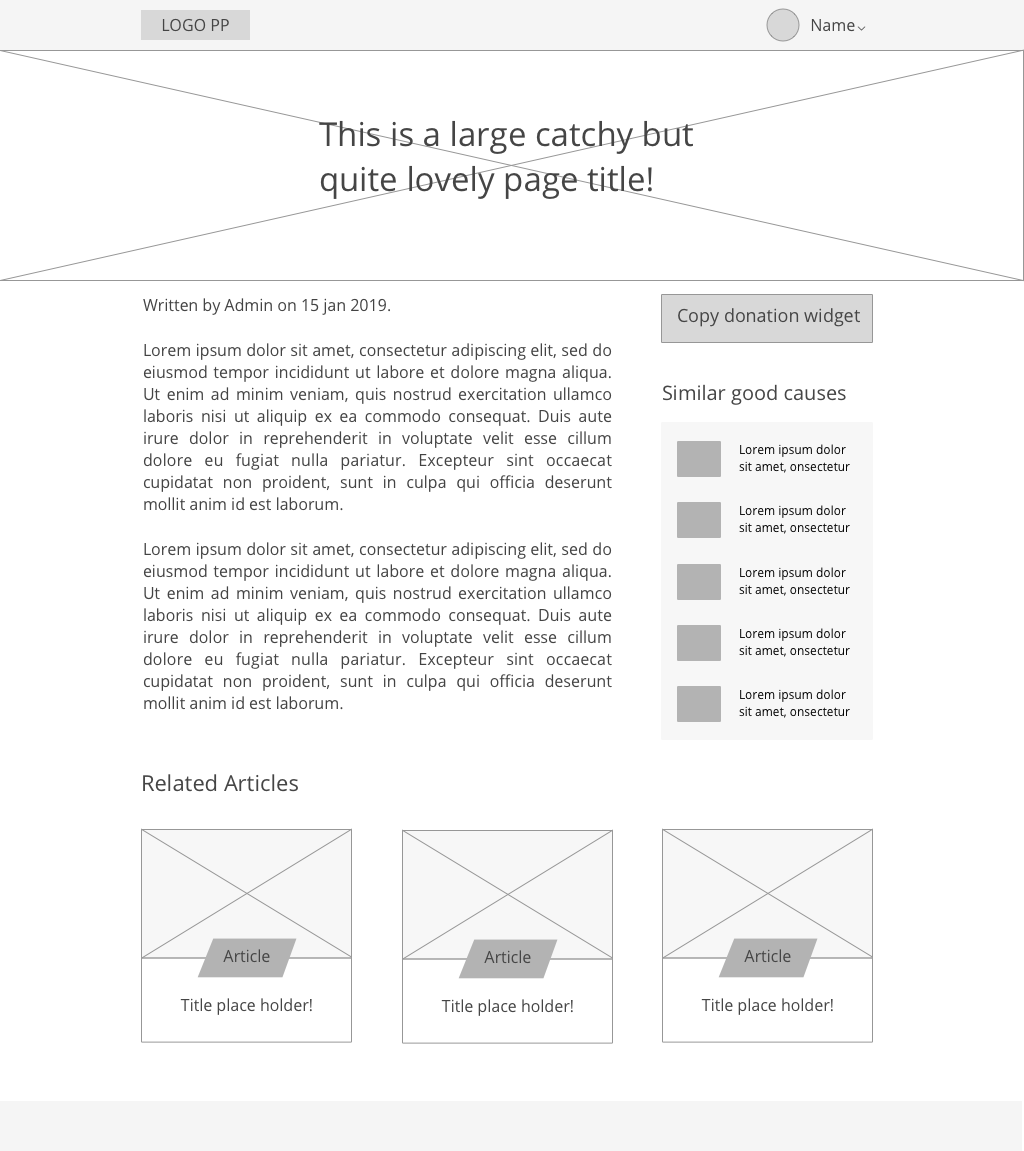 LOGO PP
Name
This is a large catchy but
quite lovely page title!
Written by Admin on 15 jan 2019.
Lorem ipsum dolor sit amet, consectetur adipiscing elit, sed do
eiusmod tempor incididunt ut labore et dolore magna aliqua.
Ut enim ad minim veniam, quis nostrud exercitation ullamco
laboris nisi ut aliquip ex ea commodo consequat. Duis aute
irure dolor in reprehenderit in voluptate velit esse cillum
dolore eu fugiat nulla pariatur. Excepteur sint occaecat
cupidatat non proident, sunt in culpa qui officia deserunt
mollit anim id est laborum.
Lorem ipsum dolor sit amet, consectetur adipiscing elit, sed do
eiusmod tempor incididunt ut labore et dolore magna aliqua.
Ut enim ad minim veniam, quis nostrud exercitation ullamco
laboris nisi ut aliquip ex ea commodo consequat. Duis aute
irure dolor in reprehenderit in voluptate velit esse cillum
dolore eu fugiat nulla pariatur. Excepteur sint occaecat
cupidatat non proident, sunt in culpa qui officia deserunt
mollit anim id est laborum.
Copy donation widget
Similar good causes
Lorem ipsum dolor
sit amet, onsectetur
Lorem ipsum dolor
sit amet, onsectetur
Lorem ipsum dolor
sit amet, onsectetur
Lorem ipsum dolor
sit amet, onsectetur
Lorem ipsum dolor
sit amet, onsectetur
Related Articles
Article
Title place holder!
Article
Title place holder!
Article
Title place holder!